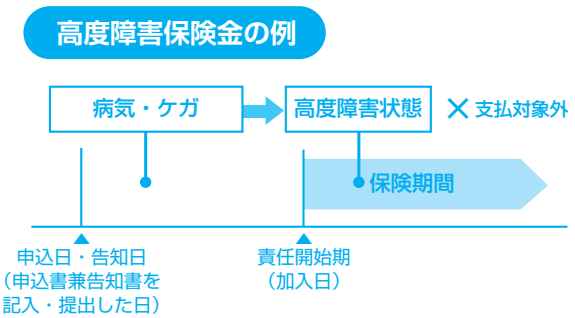 高度障害保険金の例
病気・ケガ
高度障害状態
×支払対象外
保険期間
申込日・告知日
（申込書兼告知書を
記入・提出した日）
責任開始期
（加入日）